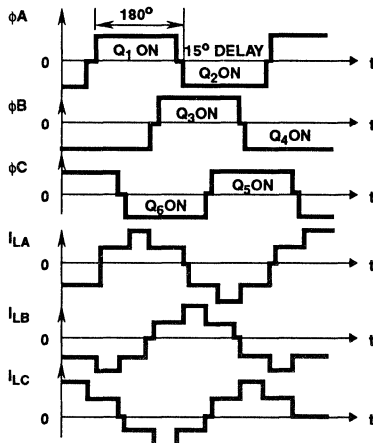 180°
φA
Q1 ON
15° DELAY
0
t
Q2ON
φB
Q3ON
0
t
Q4ON
φC
Q5ON
0
t
Q6ON
ILA
0
t
ILB
0
t
ILC
0
t